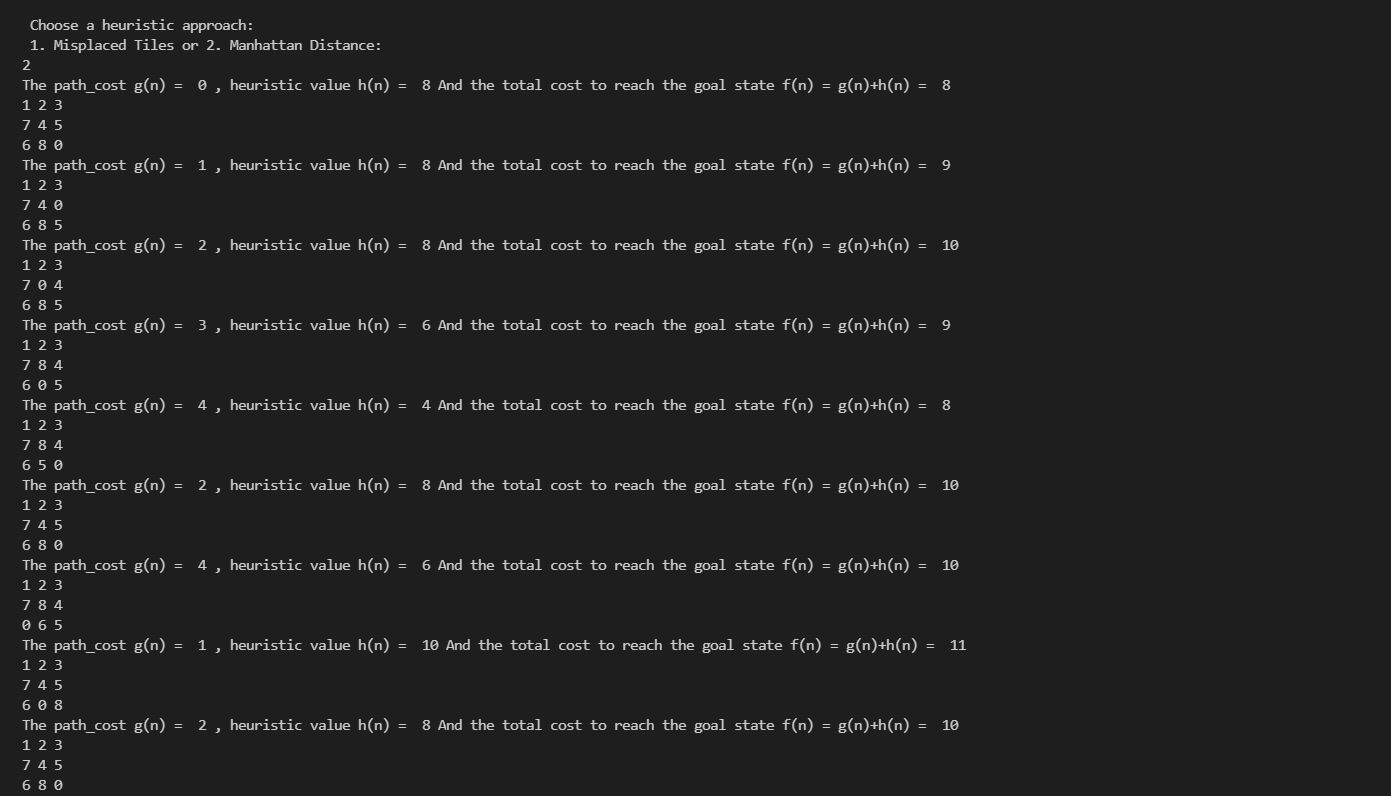 Choose a heuristic approach:
1. Misplaced Tiles or 2. Manhattan Distance:
2
The path_cost g(n) =  0 , heuristic value h(n) =  8 And the total cost to reach the goal state f(n) = g(n)+h(n) =  8
1 2 3
7 4 5
6 8 0
The path_cost g(n) =  1 , heuristic value h(n) =  8 And the total cost to reach the goal state f(n) = g(n)+h(n) =  9
1 2 3
7 4 0
6 8 5
The path_cost g(n) =  2 , heuristic value h(n) =  8 And the total cost to reach the goal state f(n) = g(n)+h(n) =  10
1 2 3
7 0 4
6 8 5
The path_cost g(n) =  3 , heuristic value h(n) =  6 And the total cost to reach the goal state f(n) = g(n)+h(n) =  9
1 2 3
7 8 4
6 0 5
The path_cost g(n) =  4 , heuristic value h(n) =  4 And the total cost to reach the goal state f(n) = g(n)+h(n) =  8
1 2 3
7 8 4
6 5 0
The path_cost g(n) =  2 , heuristic value h(n) =  8 And the total cost to reach the goal state f(n) = g(n)+h(n) =  10
1 2 3
7 4 5
6 8 0
The path_cost g(n) =  4 , heuristic value h(n) =  6 And the total cost to reach the goal state f(n) = g(n)+h(n) =  10
1 2 3
7 8 4
0 6 5
The path_cost g(n) =  1 , heuristic value h(n) =  10 And the total cost to reach the goal state f(n) = g(n)+h(n) =  11
1 2 3
7 4 5
6 0 8
The path_cost g(n) =  2 , heuristic value h(n) =  8 And the total cost to reach the goal state f(n) = g(n)+h(n) =  10
1 2 3
7 4 5
6 8 0